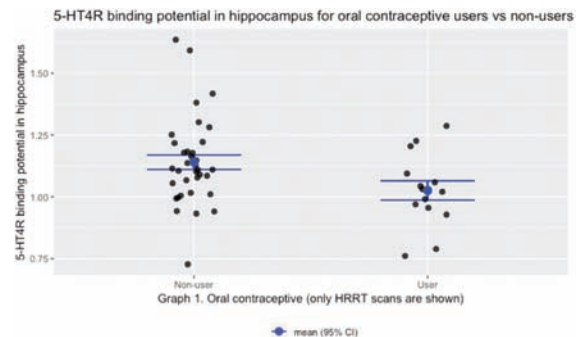 5-HT4R binding potential in hippocampus for oral contraceptive users vs non-users
5-HT4R binding potential in hippocampus
1.50
1.25
1.00
0.75
Non-user
User
Graph 1. Oral contraceptive (only HRRT scans are shown)
mean (95% CI)